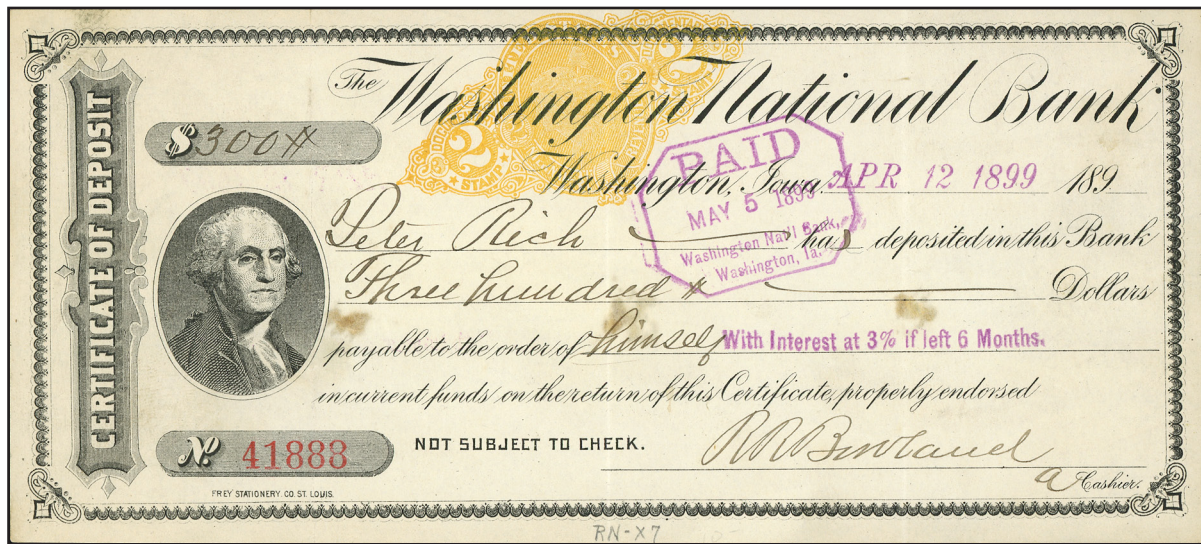 The Washington National Bank
CERTIFICATE OF DEPOSIT
$ 300
2 2
STAMP
PAID
MAY 5 1899
Washington Nat'l Bank,
Washington, Ia.
Washington, Iowa, APR 12 1899 189
Peter Rich has deposited in this Bank
Three hundred Dollars
payable to the order of himself With Interest at 3% if left 6 Months.
in current funds on the return of this Certificate, properly endorsed
No. 41883
NOT SUBJECT TO CHECK.
a Cashier.
FREY STATIONERY. CO. ST. LOUIS.
RN-X7